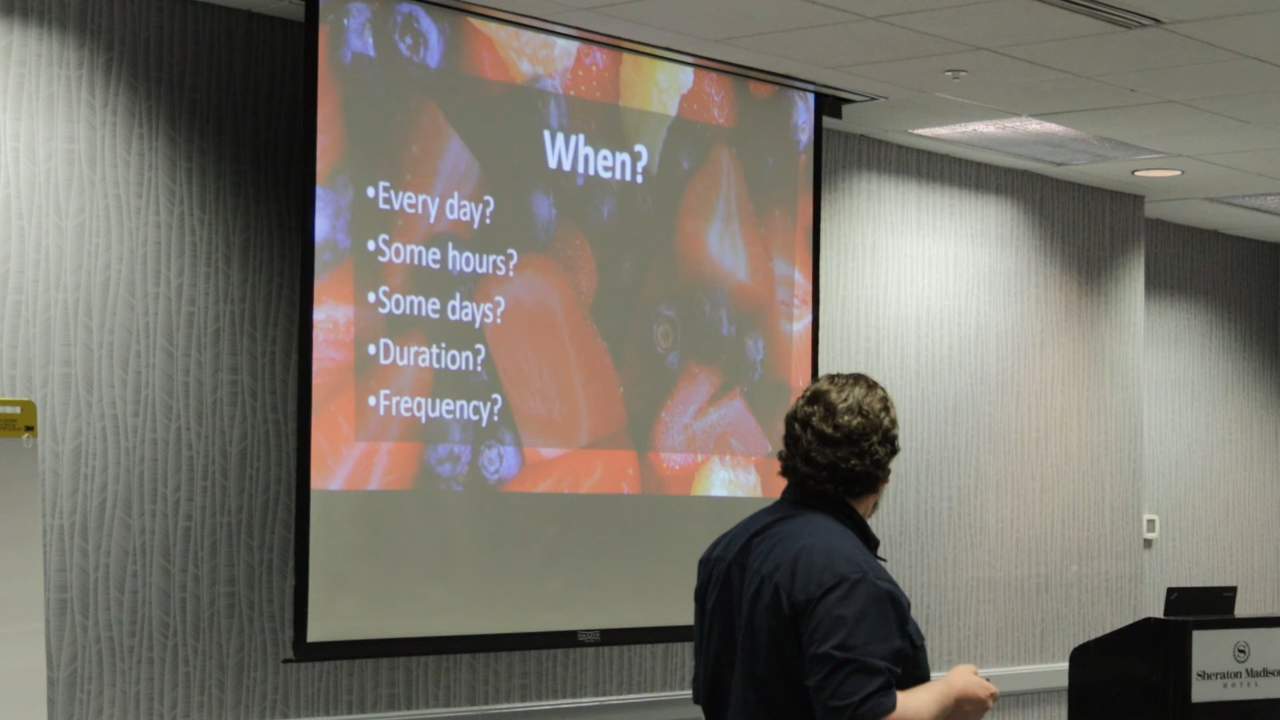 When?
•Every day?
•Some hours?
•Some days?
•Duration?
•Frequency?
Sheraton Madison
HOTEL